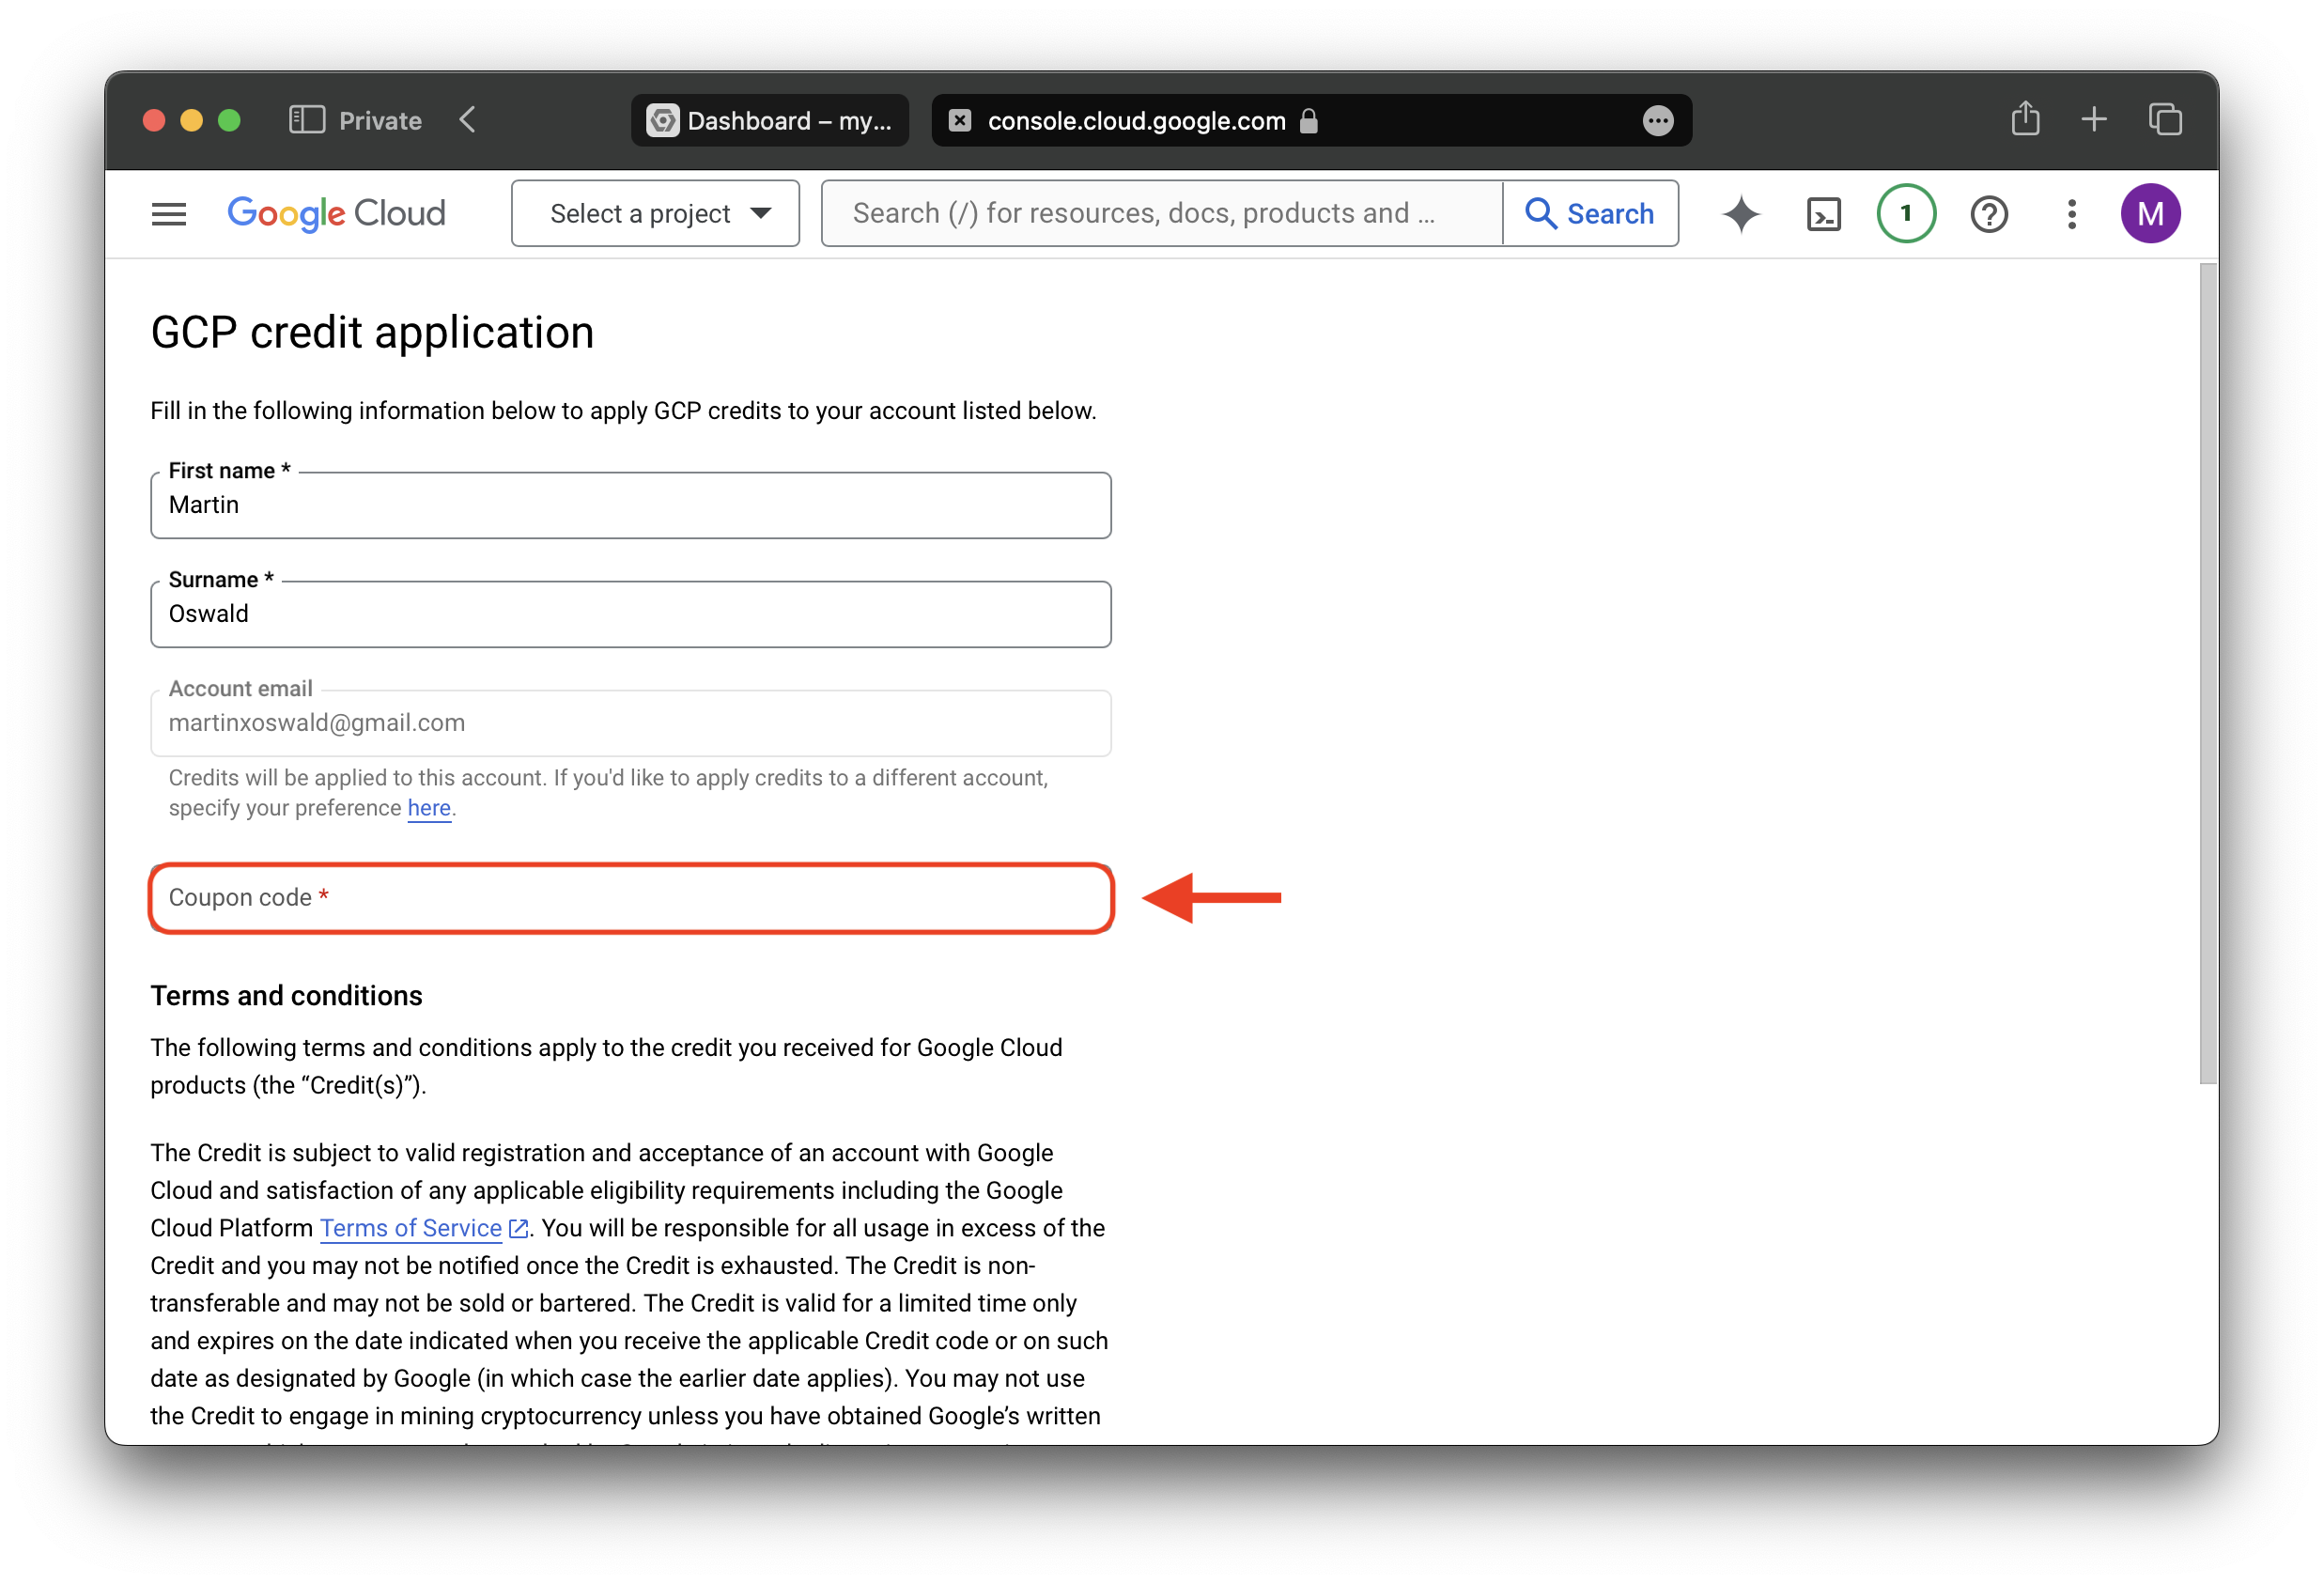 Private
Dashboard – my...
console.cloud.google.com
Google Cloud
Select a project
Search (/) for resources, docs, products and ...
Search
1
M
GCP credit application
Fill in the following information below to apply GCP credits to your account listed below.
First name *
Martin
Surname *
Oswald
Account email
martinxoswald@gmail.com
Credits will be applied to this account. If you'd like to apply credits to a different account,
specify your preference here.
Coupon code *
Terms and conditions
The following terms and conditions apply to the credit you received for Google Cloud
products (the “Credit(s)”).
The Credit is subject to valid registration and acceptance of an account with Google
Cloud and satisfaction of any applicable eligibility requirements including the Google
Cloud Platform Terms of Service. You will be responsible for all usage in excess of the
Credit and you may not be notified once the Credit is exhausted. The Credit is non-
transferable and may not be sold or bartered. The Credit is valid for a limited time only
and expires on the date indicated when you receive the applicable Credit code or on such
date as designated by Google (in which case the earlier date applies). You may not use
the Credit to engage in mining cryptocurrency unless you have obtained Google’s written